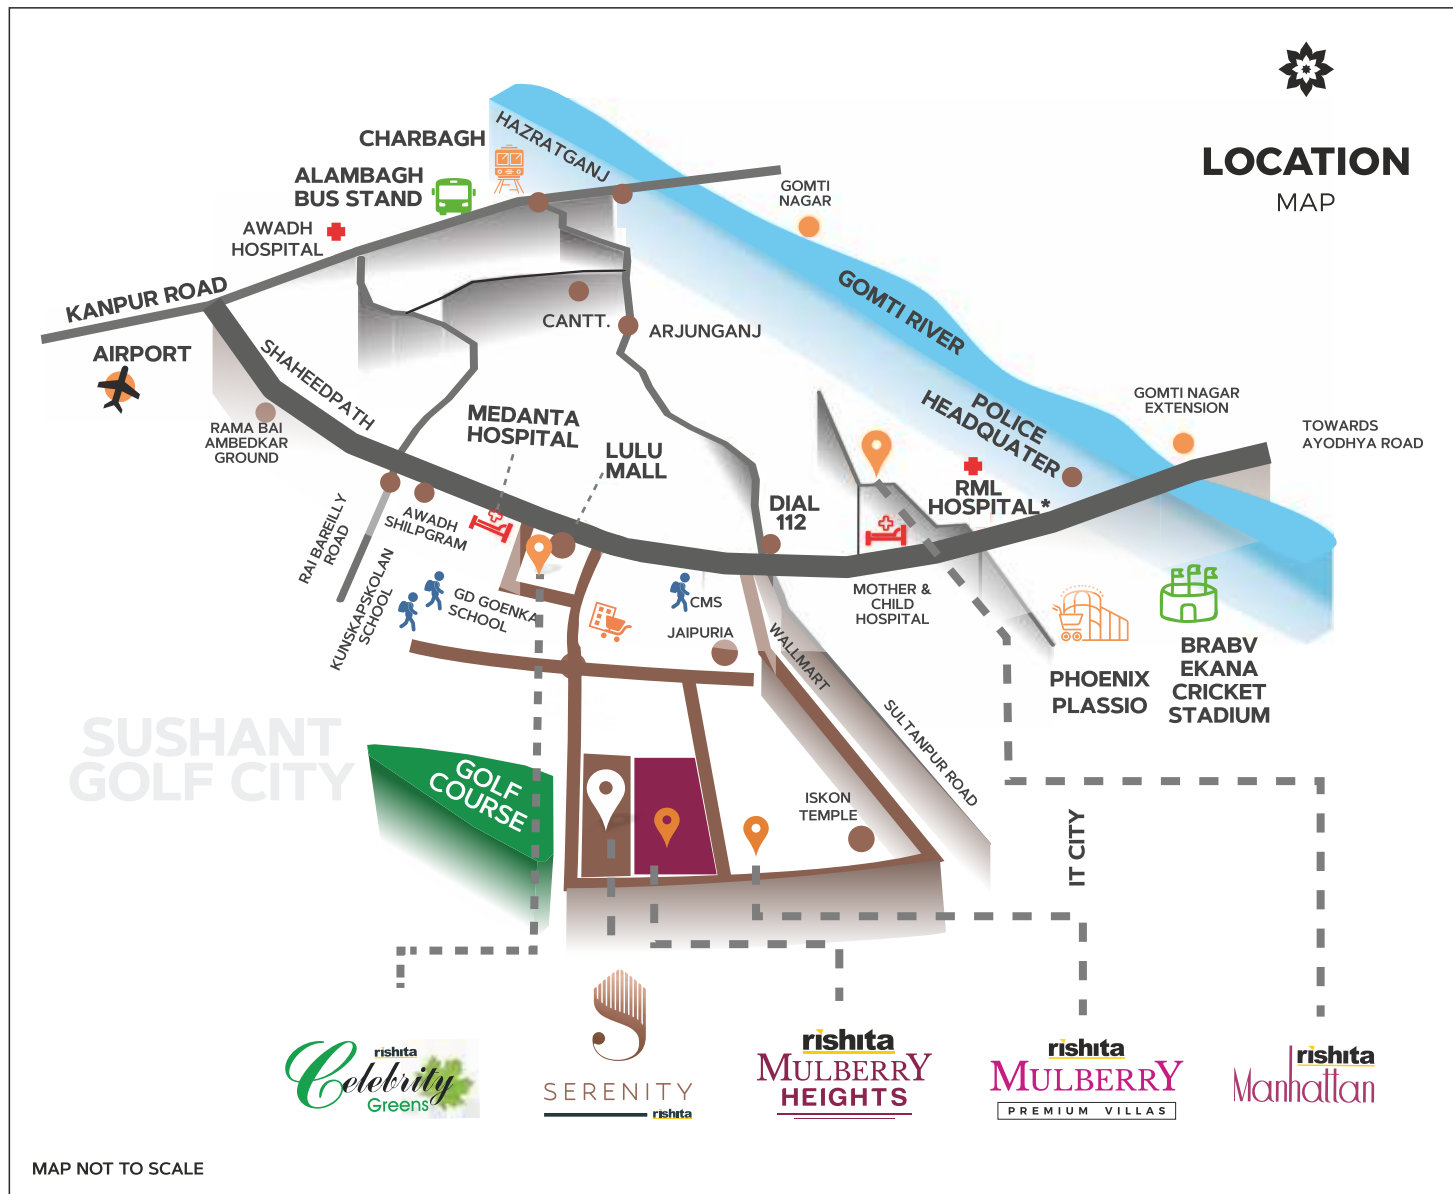 LOCATION
MAP
HAZRATGANJ
CHARBAGH
ALAMBAGH
BUS STAND
AWADH
HOSPITAL
GOMTI
NAGAR
KANPUR ROAD
AIRPORT
SHAHEEDPATH
CANTT.
ARJUNGANJ
GOMTI RIVER
RAMA BAI
AMBEDKAR
GROUND
MEDANTA
HOSPITAL
LULU
MALL
POLICE
HEADQUATER
GOMTI NAGAR
EXTENSION
TOWARDS
AYODHYA ROAD
RML
HOSPITAL*
DIAL
112
RAI BAREILLY
ROAD
AWADH
SHILPGRAM
KUNSKAPSKOLAN
SCHOOL
GD GOENKA
SCHOOL
CMS
JAIPURIA
WALLMART
MOTHER &
CHILD
HOSPITAL
PHOENIX
PLASSIO
BRABV
EKANA
CRICKET
STADIUM
SULTANPUR ROAD
SUSHANT
GOLF CITY
GOLF
COURSE
ISKON
TEMPLE
IT CITY
rishita
Celebrity
Greens
SERENITY
rishita
rishita
MULBERRY
HEIGHTS
rishita
MULBERRY
PREMIUM VILLAS
rishita
Manhattan
MAP NOT TO SCALE